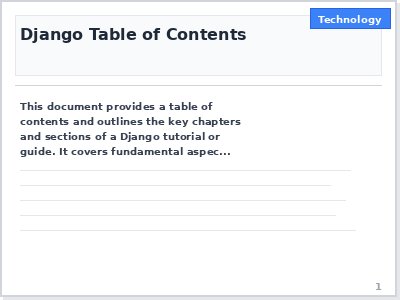 Technology
Django Table of Contents
This document provides a table of
contents and outlines the key chapters
and sections of a Django tutorial or
guide. It covers fundamental aspec...
1